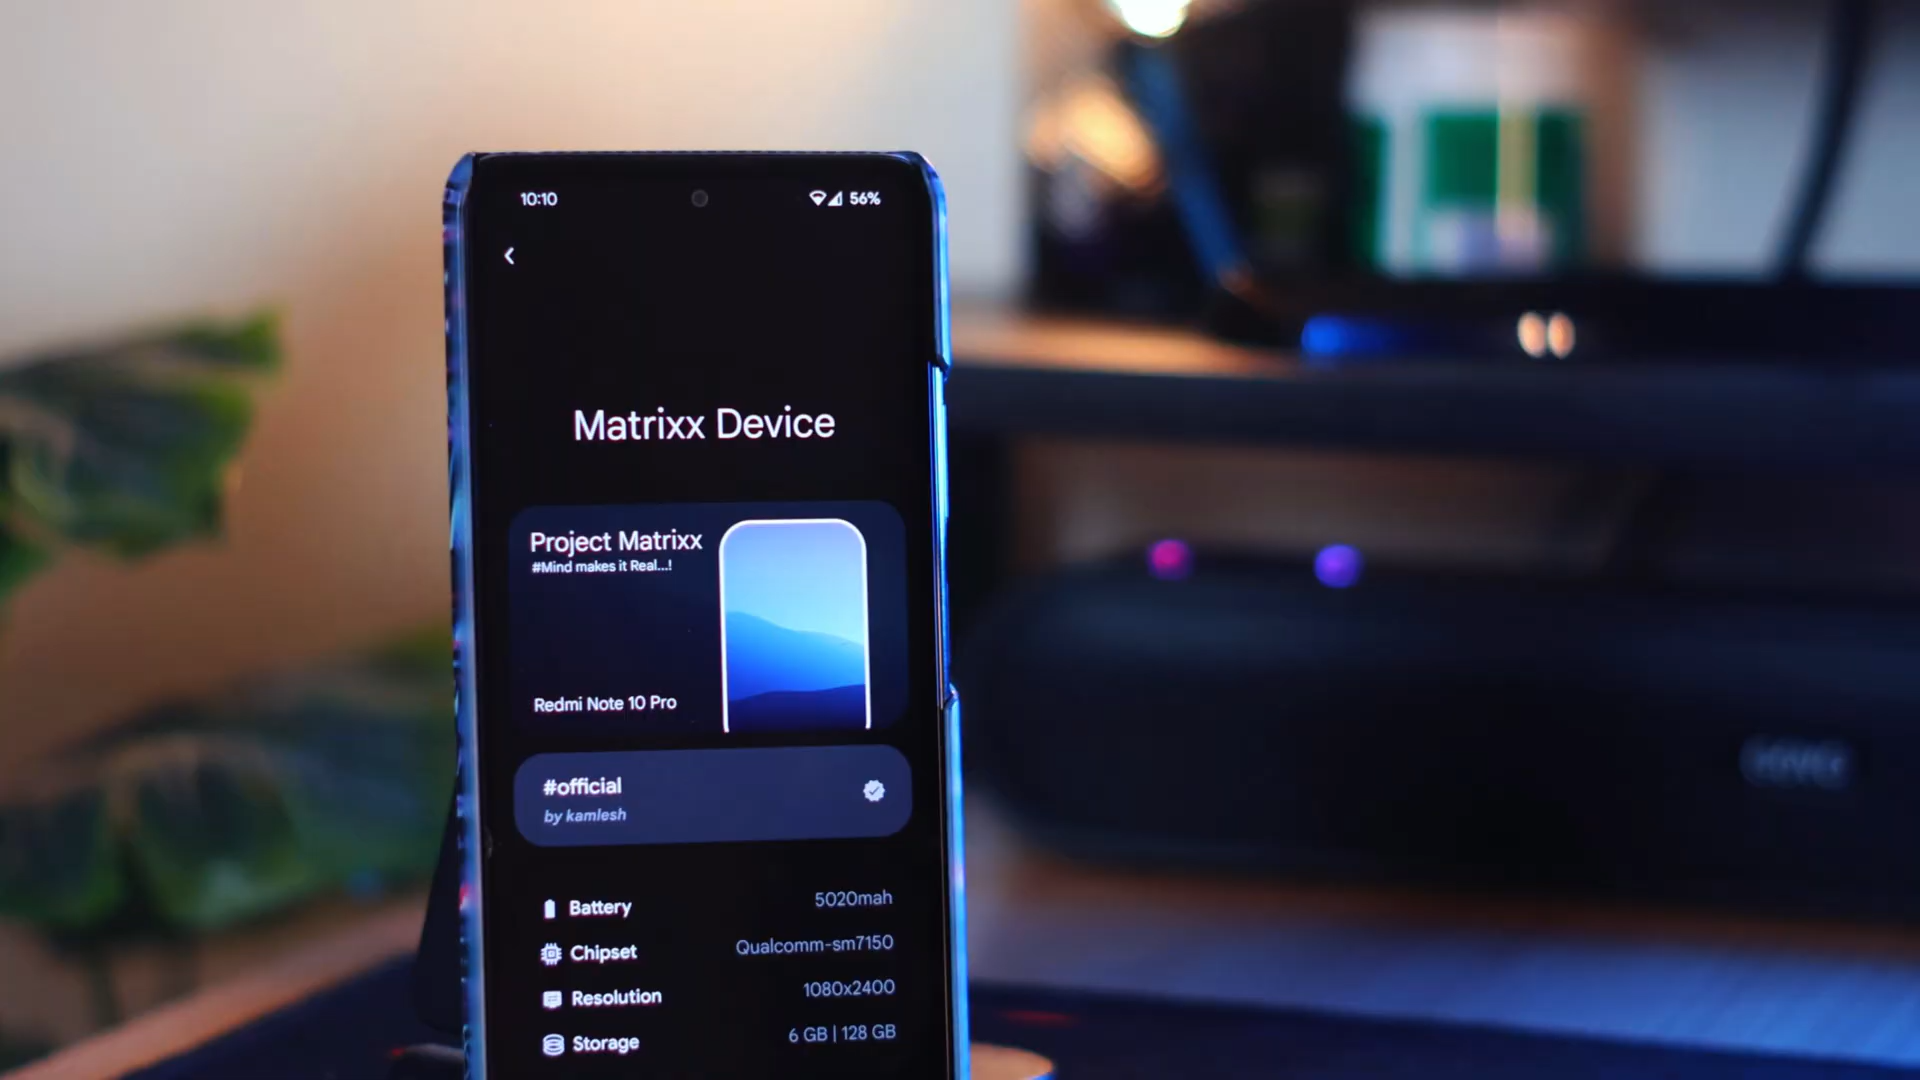 10:10
56%
Matrixx Device
Project Matrixx
#Mind makes it Real...!
Redmi Note 10 Pro
#official
by kamlesh
Battery 5020mah
Chipset Qualcomm-sm7150
Resolution 1080x2400
Storage 6 GB | 128 GB